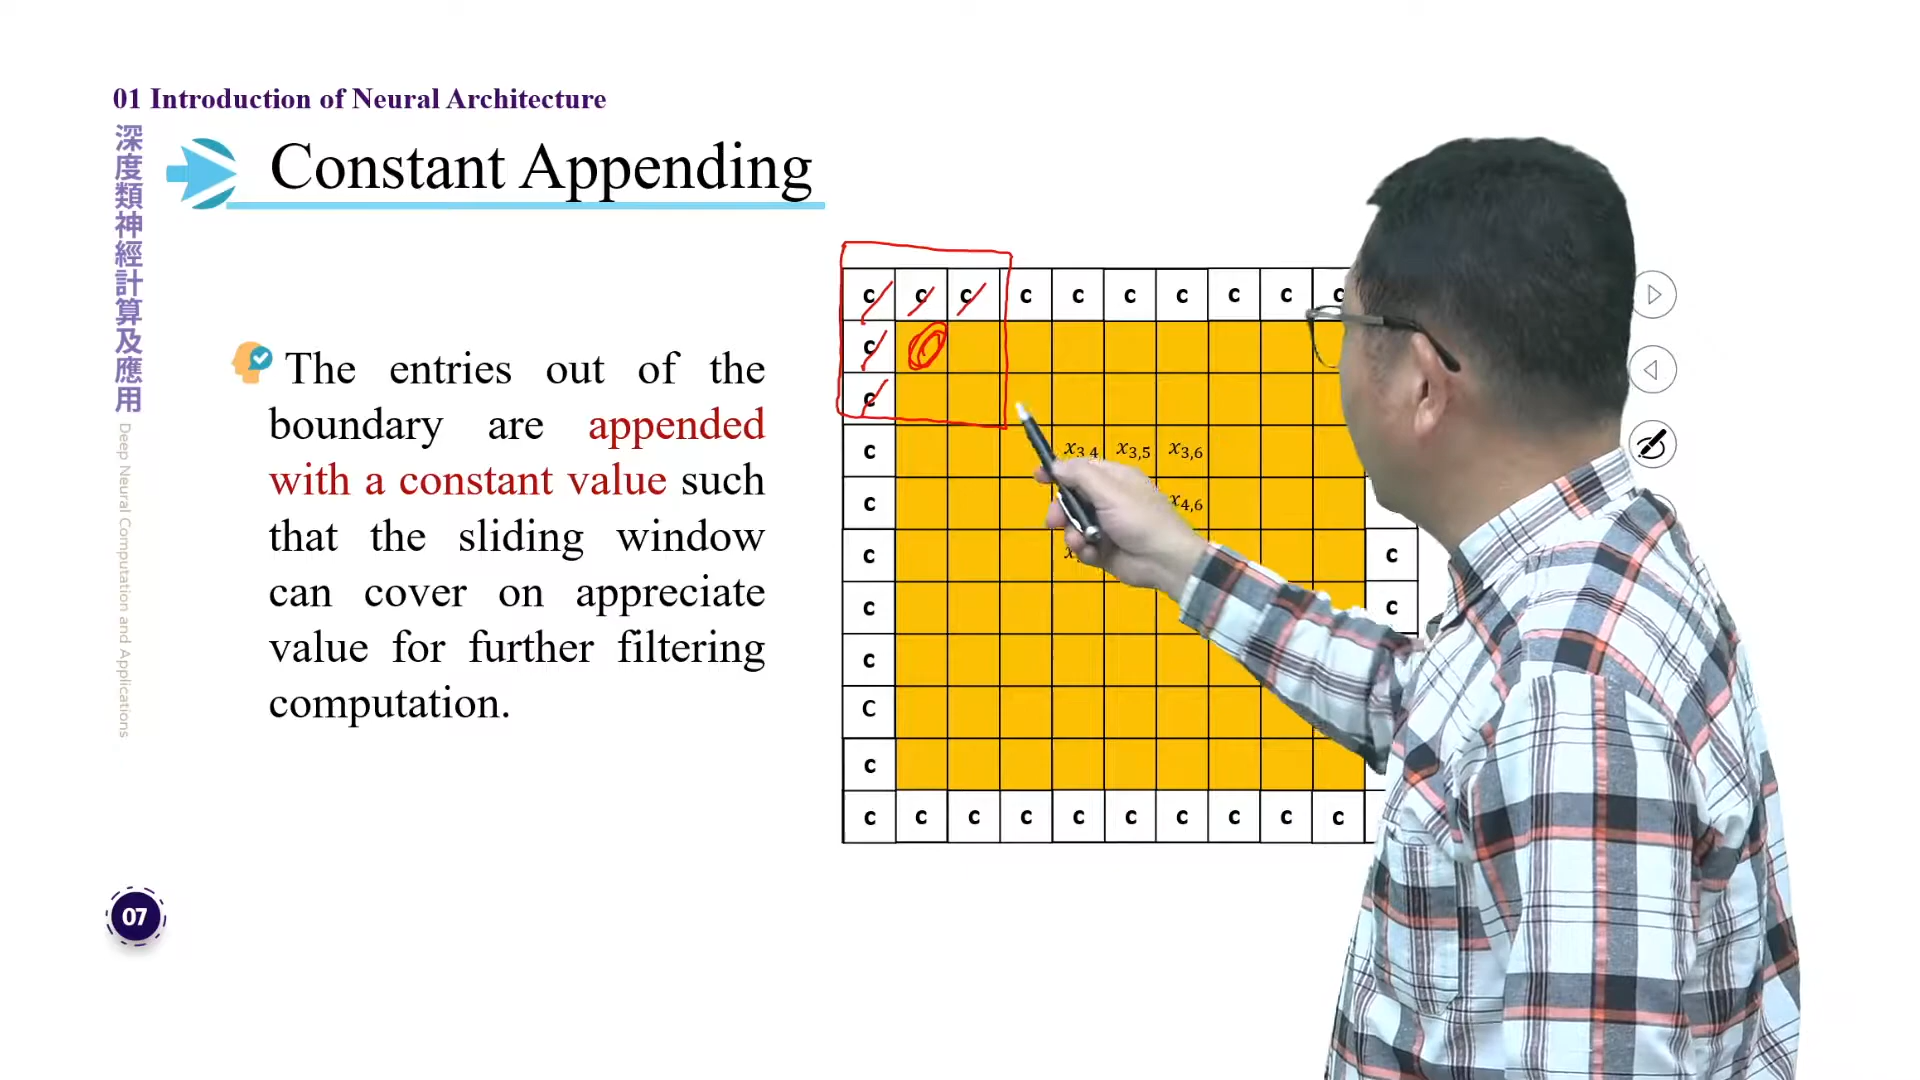 01 Introduction of Neural Architecture
深度類神經計算及應用
Deep Neural Computation and Applications
Constant Appending
The entries out of the
boundary are appended
with a constant value such
that the sliding window
can cover on appreciate
value for further filtering
computation.
c c c c c c c c c c
c
c
c x3,4 x3,5 x3,6
c x4,6
c c
c c
c
c
c
c c c c c c c c c c
07